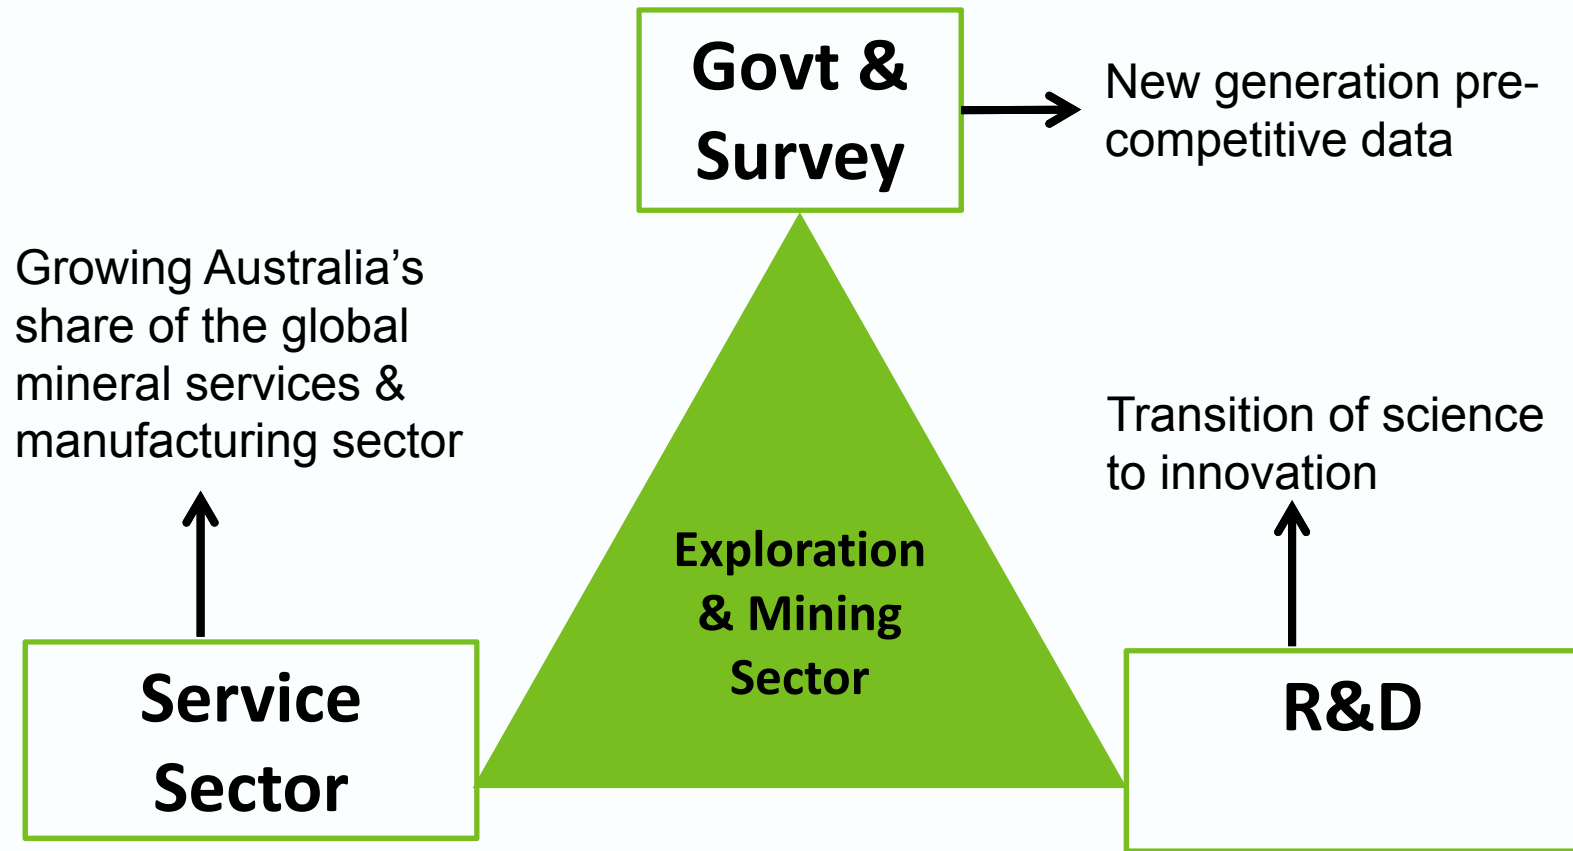 Govt &
Survey
New generation pre-
competitive data
Growing Australia’s
share of the global
mineral services &
manufacturing sector
Transition of science
to innovation
Exploration
& Mining
Sector
Service
Sector
R&D